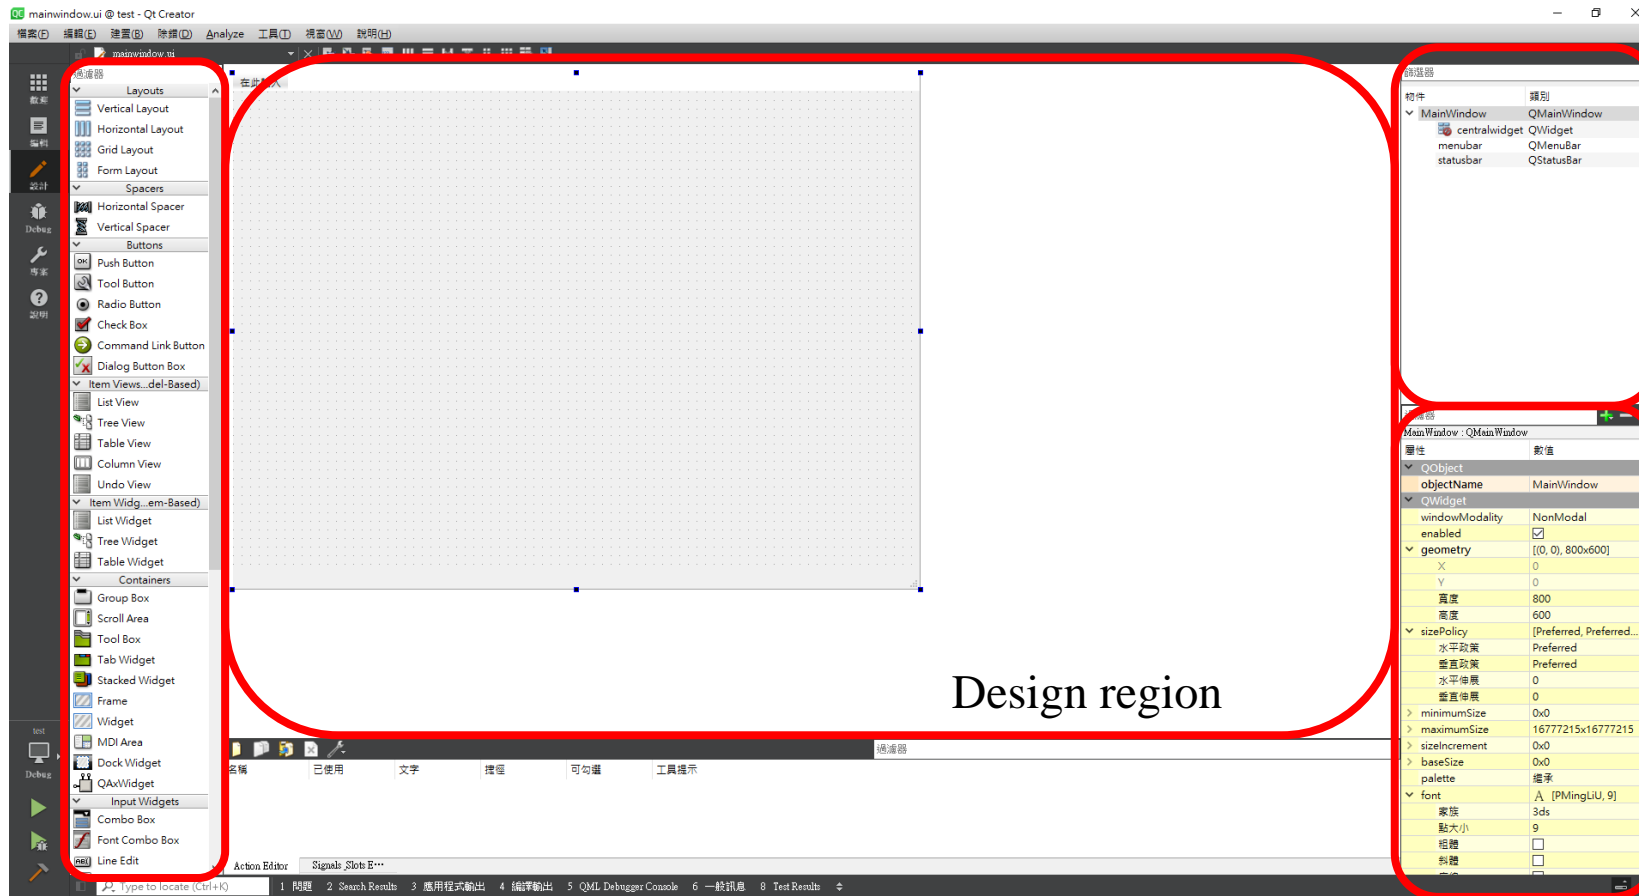 mainwindow.ui @ test - Qt Creator
檔案(F) 編輯(E) 建置(B) 除錯(D) Analyze 工具(T) 視窗(W) 說明(H)
mainwindow.ui
歡迎
編輯
設計
Debug
專案
說明
test
Debug
過濾器
Layouts
Vertical Layout
Horizontal Layout
Grid Layout
Form Layout
Spacers
Horizontal Spacer
Vertical Spacer
Buttons
Push Button
Tool Button
Radio Button
Check Box
Command Link Button
Dialog Button Box
Item Views...del-Based)
List View
Tree View
Table View
Column View
Undo View
Item Widg...em-Based)
List Widget
Tree Widget
Table Widget
Containers
Group Box
Scroll Area
Tool Box
Tab Widget
Stacked Widget
Frame
Widget
MDI Area
Dock Widget
QAxWidget
Input Widgets
Combo Box
Font Combo Box
Line Edit
Design region
過濾器
名稱 已使用 文字 捷徑 可勾選 工具提示
Action Editor Signals_Slots E···
篩選器
物件 類別
MainWindow QMainWindow
centralwidget QWidget
menubar QMenuBar
statusbar QStatusBar
MainWindow : QMainWindow
屬性 數值
QObject
objectName MainWindow
QWidget
windowModality NonModal
enabled
geometry [(0, 0), 800x600]
X 0
Y 0
寬度 800
高度 600
sizePolicy [Preferred, Preferred...
水平政策 Preferred
垂直政策 Preferred
水平伸展 0
垂直伸展 0
minimumSize 0x0
maximumSize 16777215x16777215
sizeIncrement 0x0
baseSize 0x0
palette 繼承
font A [PMingLiU, 9]
家族 3ds
點大小 9
粗體
斜體
Type to locate (Ctrl+K) 1 問題 2 Search Results 3 應用程式輸出 4 編譯輸出 5 QML Debugger Console 6 一般訊息 8 Test Results